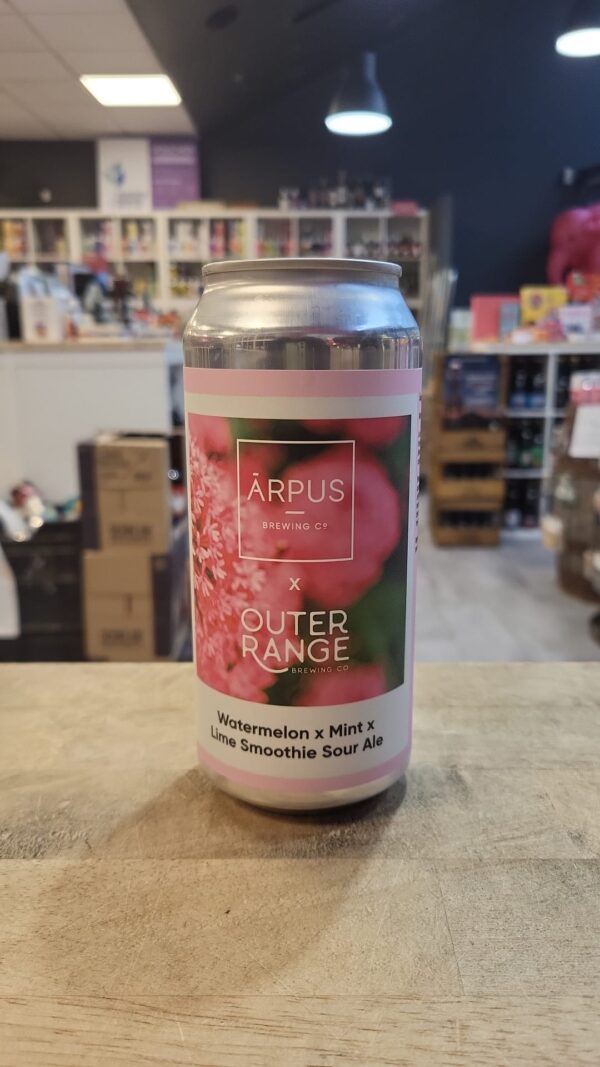 ĀRPUS
BREWING Cº
x
OUTER
RANGE
BREWING CO
Watermelon x Mint x
Lime Smoothie Sour Ale